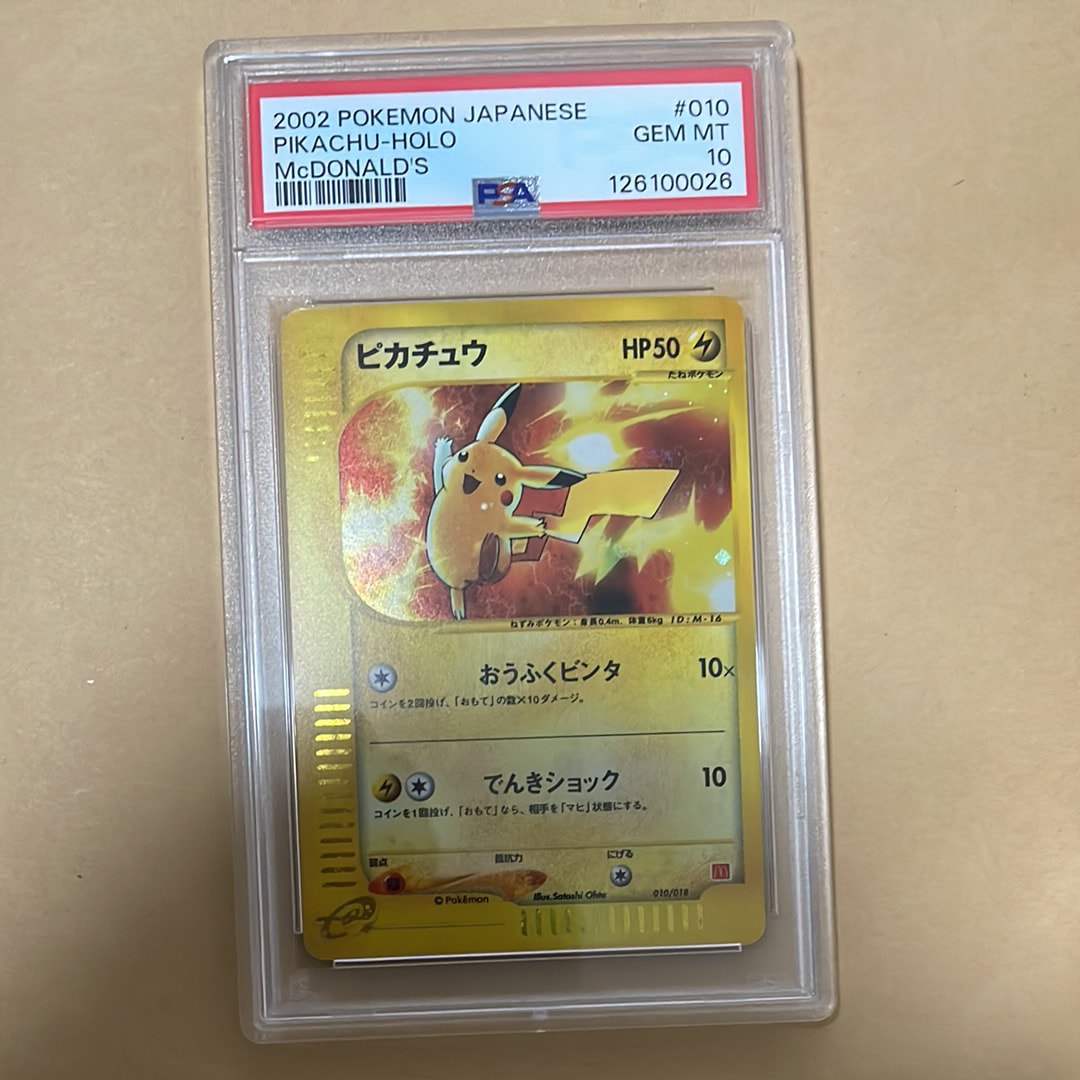 2002 POKEMON JAPANESE #010
PIKACHU-HOLO GEM MT
McDONALD'S 10
PSA 126100026
ピカチュウ HP50
たねポケモン
ねずみポケモン:身長0.4m、体重6kg ID:M-16
おうふくビンタ 10×
コインを2回投げ、「おもて」の数×10ダメージ。
でんきショック 10
コインを1回投げ、「おもて」なら、相手を「マヒ」状態にする。
弱点 抵抗力 にげる
©Pokémon Illus.Satoshi Ohta 010/018